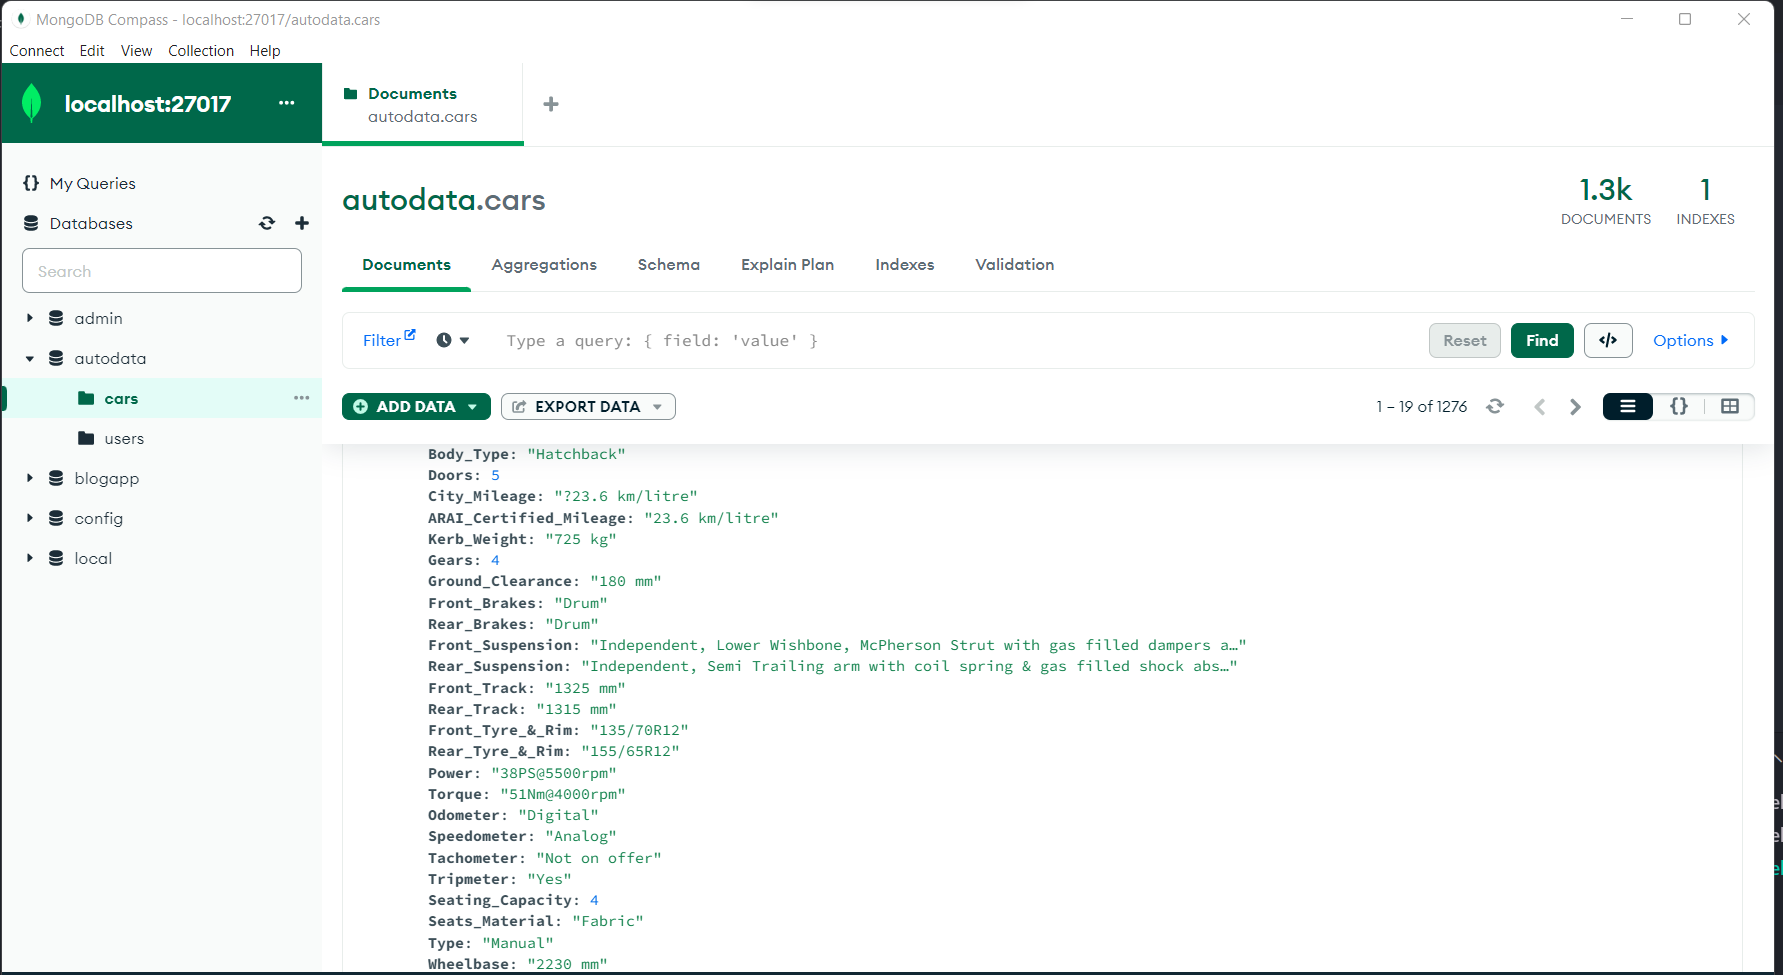 MongoDB Compass - localhost:27017/autodata.cars
Connect Edit View Collection Help
localhost:27017 ...
Documents
autodata.cars
My Queries
Databases
Search
admin
autodata
cars ...
users
blogapp
config
local
autodata.cars
1.3k
DOCUMENTS
1
INDEXES
Documents Aggregations Schema Explain Plan Indexes Validation
Filter Type a query: { field: 'value' } Reset Find </> Options
ADD DATA EXPORT DATA 1 – 19 of 1276 {}
Body_Type: "Hatchback"
Doors: 5
City_Mileage: "?23.6 km/litre"
ARAI_Certified_Mileage: "23.6 km/litre"
Kerb_Weight: "725 kg"
Gears: 4
Ground_Clearance: "180 mm"
Front_Brakes: "Drum"
Rear_Brakes: "Drum"
Front_Suspension: "Independent, Lower Wishbone, McPherson Strut with gas filled dampers a…"
Rear_Suspension: "Independent, Semi Trailing arm with coil spring & gas filled shock abs…"
Front_Track: "1325 mm"
Rear_Track: "1315 mm"
Front_Tyre_&_Rim: "135/70R12"
Rear_Tyre_&_Rim: "155/65R12"
Power: "38PS@5500rpm"
Torque: "51Nm@4000rpm"
Odometer: "Digital"
Speedometer: "Analog"
Tachometer: "Not on offer"
Tripmeter: "Yes"
Seating_Capacity: 4
Seats_Material: "Fabric"
Type: "Manual"
Wheelbase: "2230 mm"